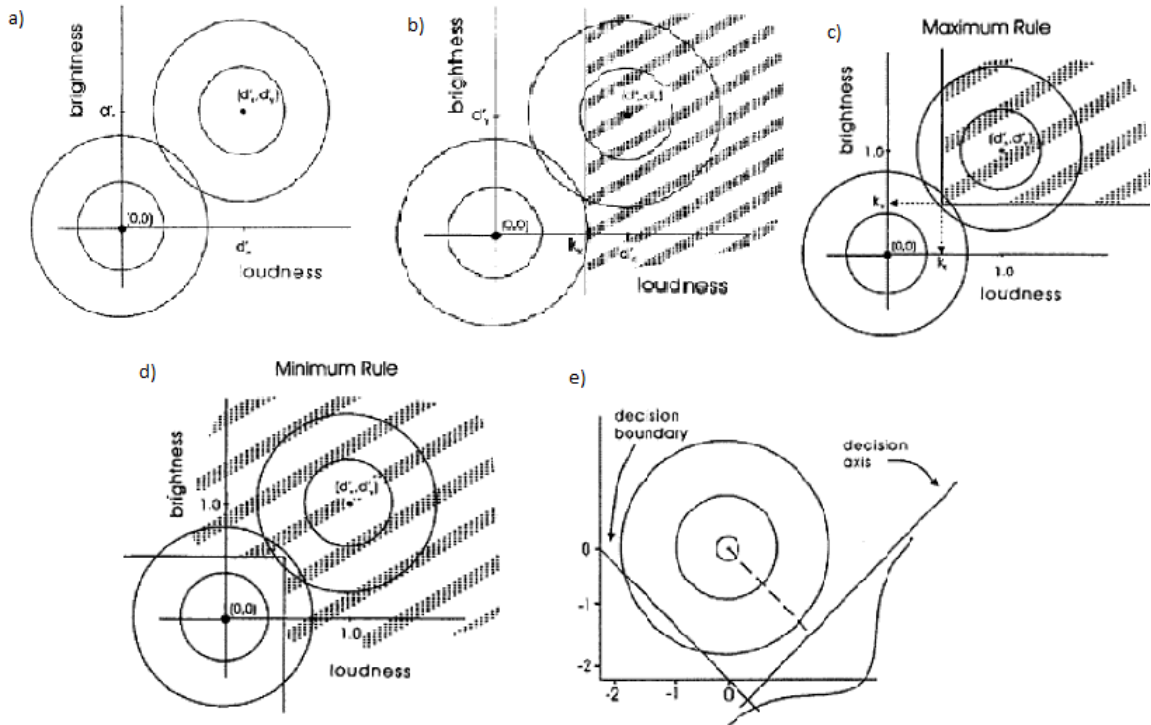 a)
brightness
(0,0)
loudness
b)
brightness
(0,0)
loudness
c)
Maximum Rule
brightness
1.0
(0,0)
1.0
loudness
d)
Minimum Rule
brightness
1.0
(0,0)
1.0
loudness
e)
decision
boundary
decision
axis
0
-1
-2
-2
-1
0